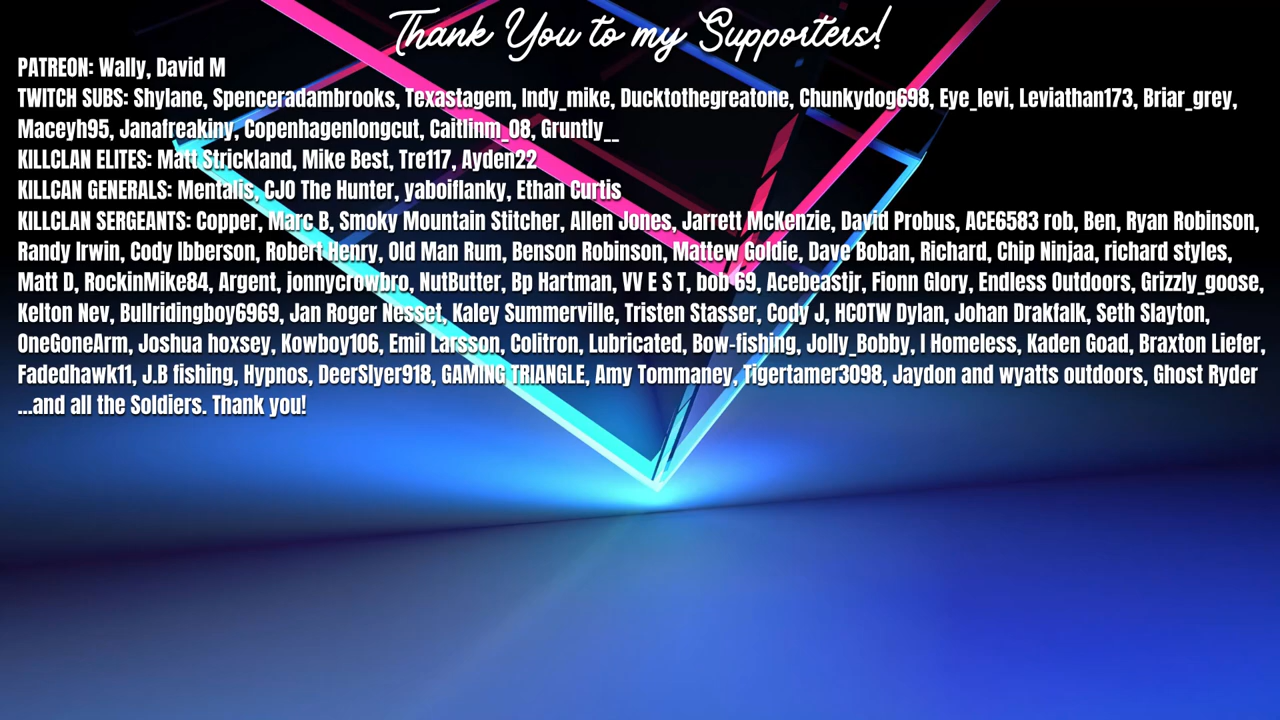 Thank You to my Supporters!
PATREON: Wally, David M
TWITCH SUBS: Shylane, Spenceradambrooks, Texastagem, Indy_mike, Ducktothegreatone, Chunkydog698, Eye_levi, Leviathan173, Briar_grey,
Maceyh95, Janafreakiny, Copenhagenlongcut, Caitlinm_08, Gruntly__
KILLCLAN ELITES: Matt Strickland, Mike Best, Tre117, Ayden22
KILLCAN GENERALS: Mentalis, CJO The Hunter, yaboiflanky, Ethan Curtis
KILLCLAN SERGEANTS: Copper, Marc B, Smoky Mountain Stitcher, Allen Jones, Jarrett McKenzie, David Probus, ACE6583 rob, Ben, Ryan Robinson,
Randy Irwin, Cody Ibberson, Robert Henry, Old Man Rum, Benson Robinson, Mattew Goldie, Dave Boban, Richard, Chip Ninjaa, richard styles,
Matt D, RockinMike84, Argent, jonnycrowbro, NutButter, Bp Hartman, VV E S T, bob 69, Acebeastjr, Fionn Glory, Endless Outdoors, Grizzly_goose,
Kelton Nev, Bullridingboy6969, Jan Roger Nesset, Kaley Summerville, Tristen Stasser, Cody J, HCOTW Dylan, Johan Drakfalk, Seth Slayton,
OneGoneArm, Joshua hoxsey, Kowboy106, Emil Larsson, Colitron, Lubricated, Bow-fishing, Jolly_Bobby, I Homeless, Kaden Goad, Braxton Liefer,
Fadedhawk11, J.B fishing, Hypnos, DeerSlyer918, GAMING TRIANGLE, Amy Tommaney, Tigertamer3098, Jaydon and wyatts outdoors, Ghost Ryder
...and all the Soldiers. Thank you!